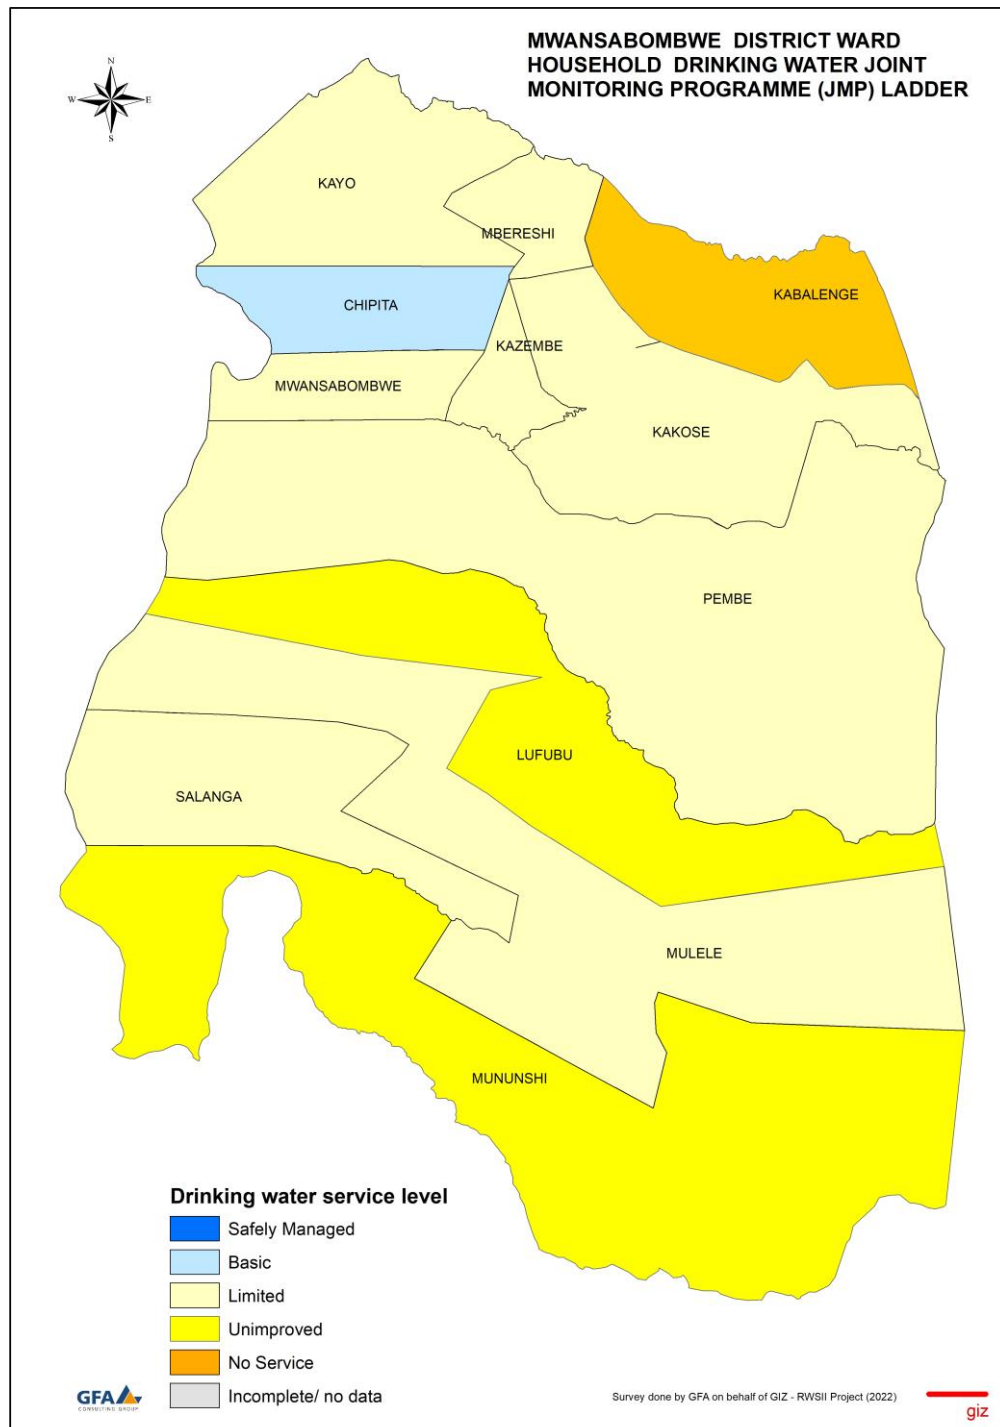 MWANSABOMBWE DISTRICT WARD
HOUSEHOLD DRINKING WATER JOINT
MONITORING PROGRAMME (JMP) LADDER
N
W
E
S
KAYO
MBERESHI
KABALENGE
CHIPITA
KAZEMBE
MWANSABOMBWE
KAKOSE
PEMBE
LUFUBU
SALANGA
MULELE
MUNUNSHI
Drinking water service level
Safely Managed
Basic
Limited
Unimproved
No Service
Incomplete/ no data
GFA
CONSULTING GROUP
Survey done by GFA on behalf of GIZ - RWSII Project (2022)
giz